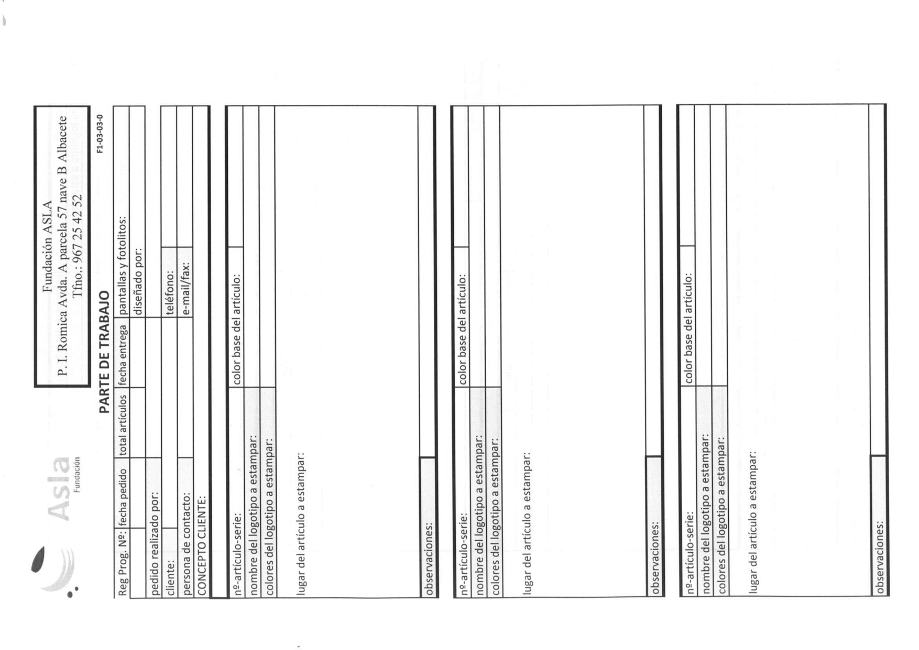 Asla
Fundación
Fundación ASLA
P. I. Romica Avda. A parcela 57 nave B Albacete
Tfno.: 967 25 42 52
PARTE DE TRABAJO
F1-03-03-0
Reg Prog. Nº: fecha pedido total artículos fecha entrega pantallas y fotolitos:
diseñado por:
pedido realizado por:
cliente: teléfono:
persona de contacto: e-mail/fax:
CONCEPTO CLIENTE:
nº-artículo-serie: color base del artículo:
nombre del logotipo a estampar:
colores del logotipo a estampar:
lugar del artículo a estampar:
observaciones:
nº-artículo-serie: color base del artículo:
nombre del logotipo a estampar:
colores del logotipo a estampar:
lugar del artículo a estampar:
observaciones:
nº-artículo-serie: color base del artículo:
nombre del logotipo a estampar:
colores del logotipo a estampar:
lugar del artículo a estampar:
observaciones: